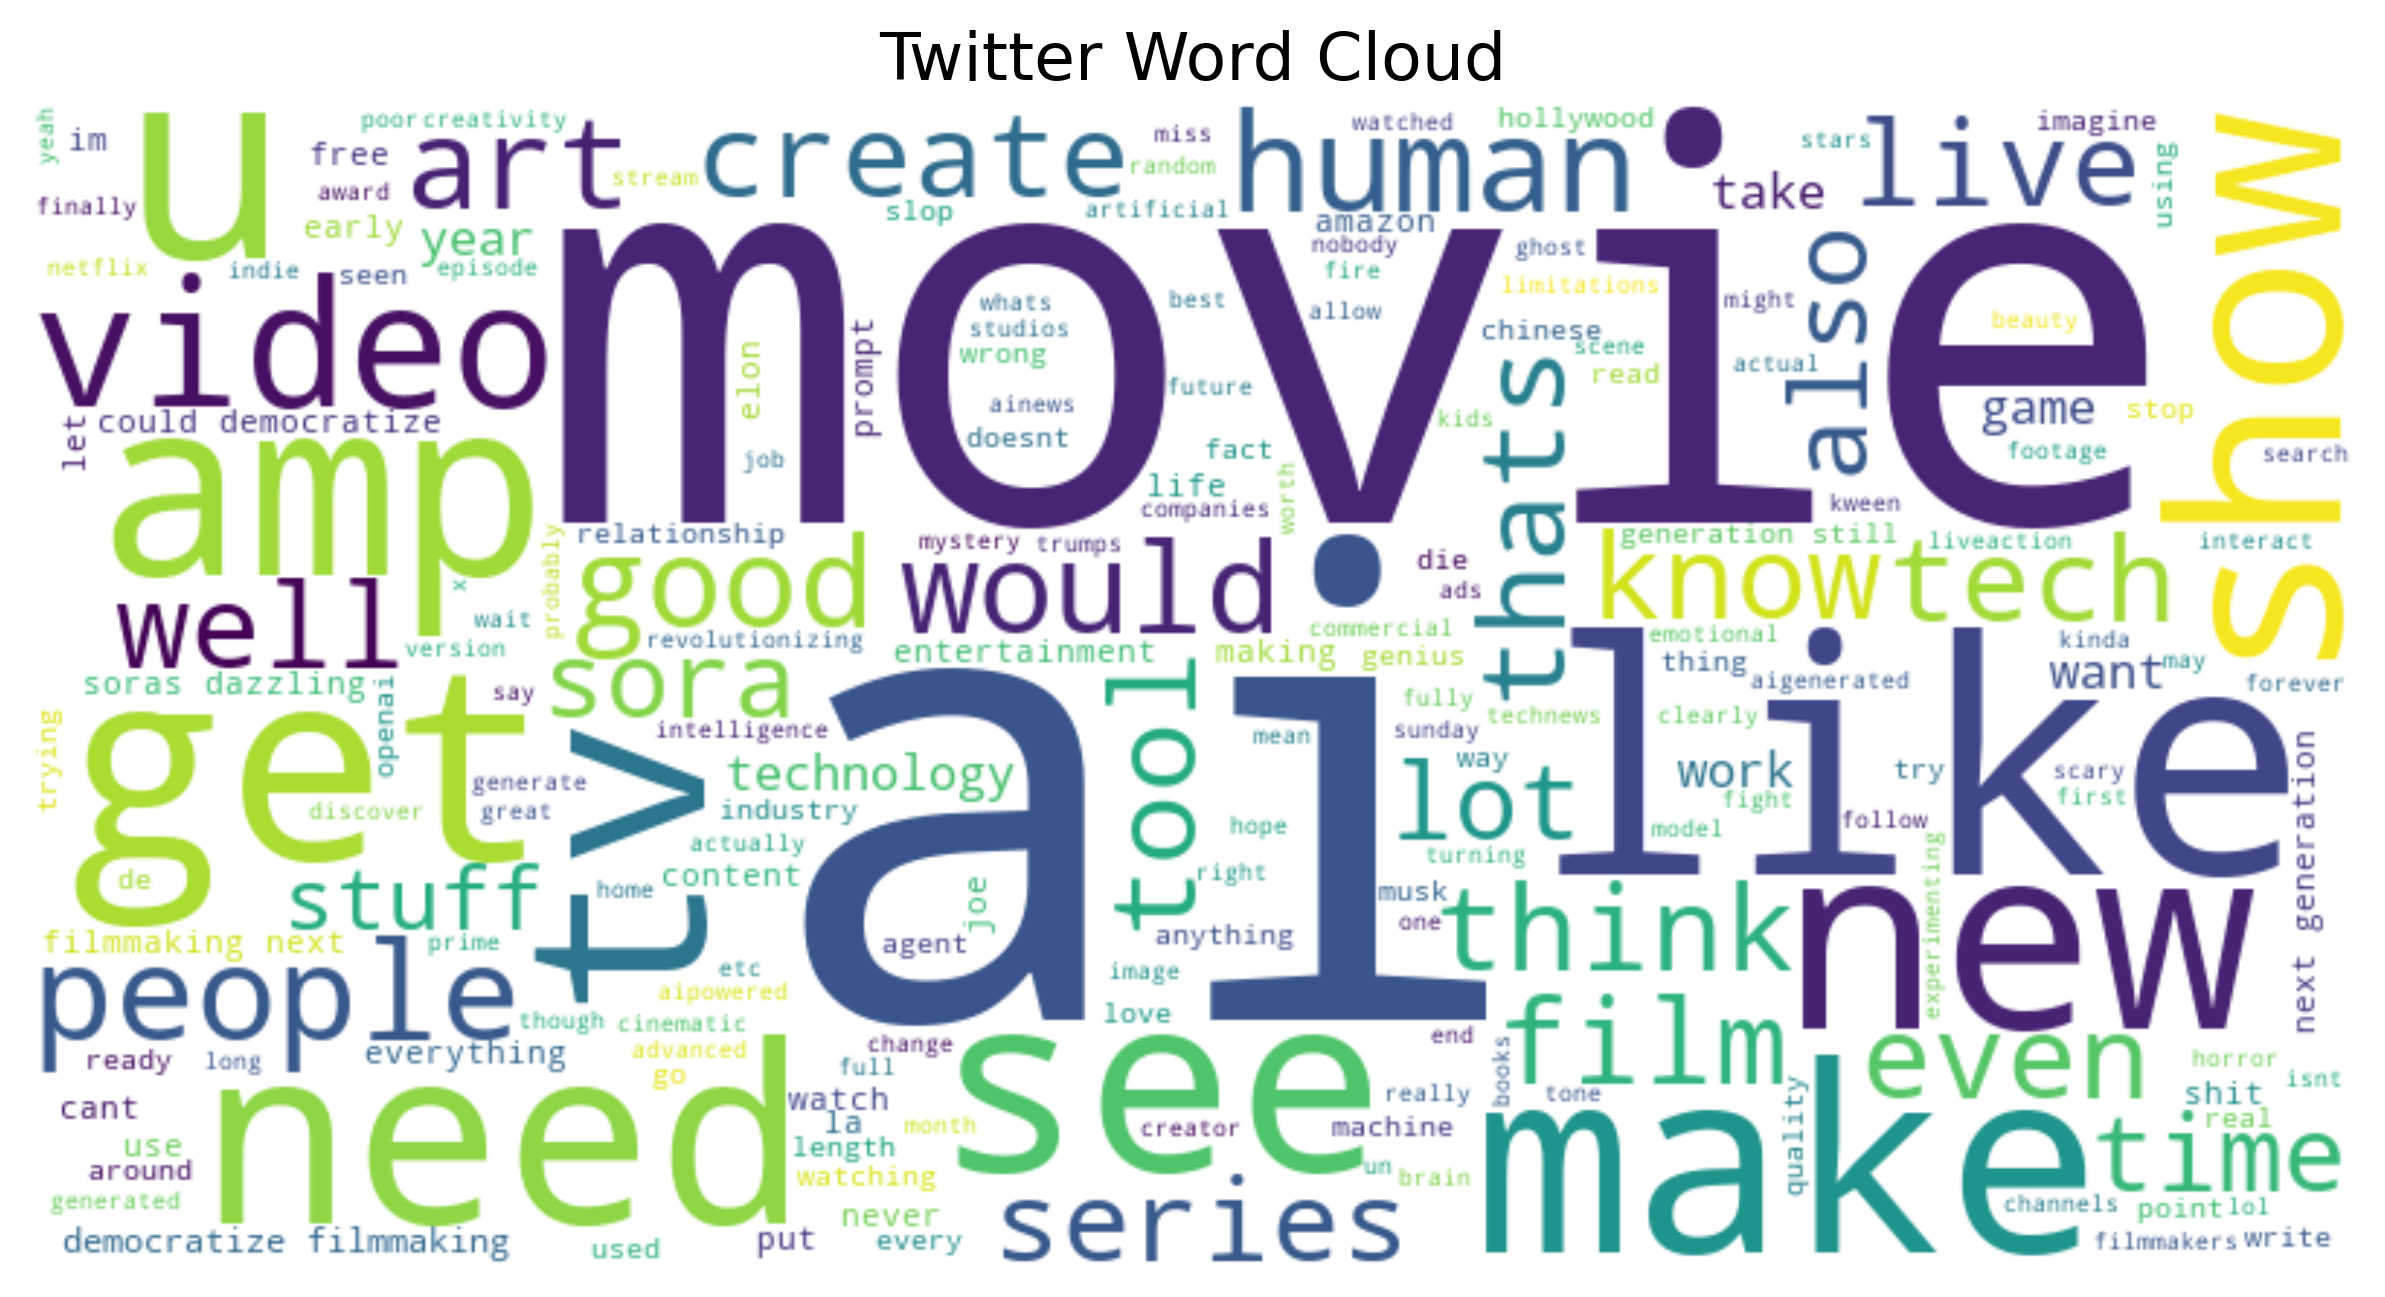 Twitter Word Cloud
yeah
im
finally
u
poor
creativity
free
award
early
art
stream
create
slop
miss
random
artificial
human
watched
hollywood
amazon
nobody
take
stars
live
imagine
using
show
netflix
indie
seen
year
episode
video
movie
whats
studios
wrong
ainews
doesnt
best
future
ghost
fire
allow
limitations
might
chinese
scene
read
actual
also
beauty
game
stop
footage
search
let
could democratize
elon
prompt
job
kids
fact
life
companies
worth
thats
kween
amp
x
wait
version
probably
relationship
good
revolutionizing
mystery
trumps
would
die
ads
generation still
know
liveaction
tech
interact
well
sora
entertainment
making
commercial
genius
emotional
thing
aigenerated
kinda
want
may
forever
soras dazzling
openai
say
trying
get
intelligence
ai
tool
mean
fully
sunday
technews
clearly
like
generate
great
discover
tv
technology
industry
actually
content
hope
right
way
lot
turning
work
fight
model
try
follow
scary
first
next generation
de
stuff
home
joe
agent
anything
musk
one
think
experimenting
new
filmmaking next
prime
people
etc
aipowered
though
cinematic
advanced
go
image
love
change
end
film
even
ready
long
everything
full
see
books
tone
really
horror
isnt
shit
real
cant
use
around
generated
need
watch
la
length
watching
month
creator
machine
un
brain
make
quality
time
channels
point
lol
democratize filmmaking
used
put
never
every
series
filmmakers
write